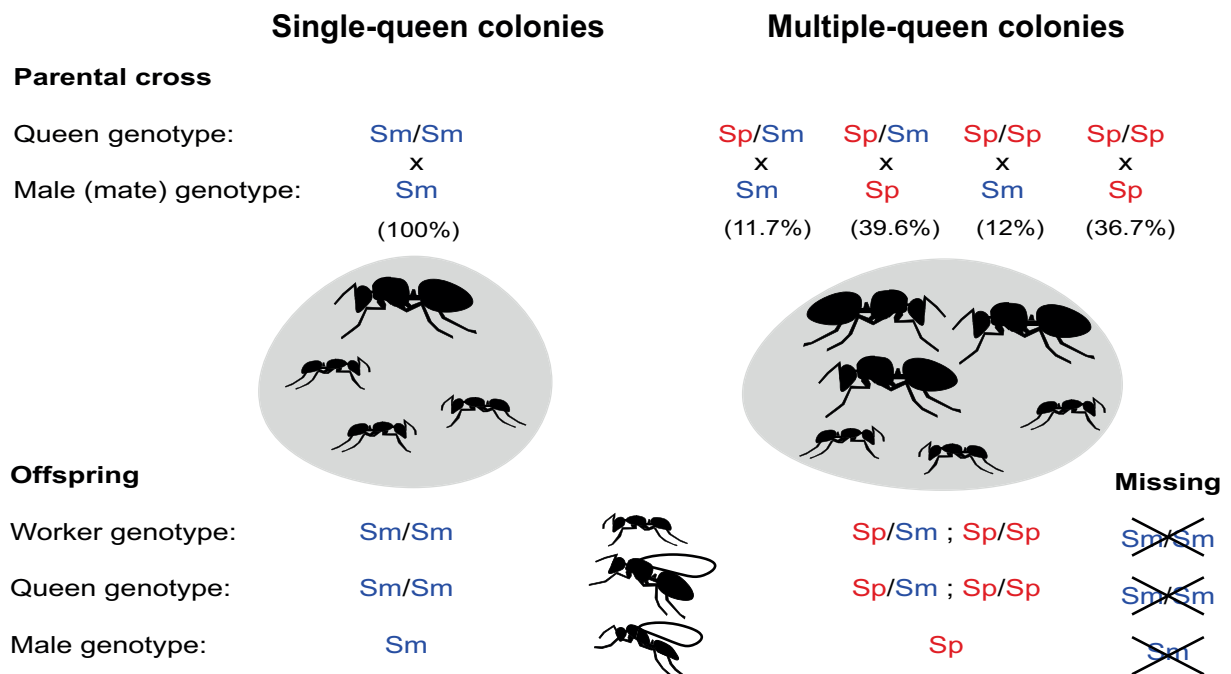 Single-queen colonies Multiple-queen colonies
Parental cross
Queen genotype: Sm/Sm Sp/Sm Sp/Sm Sp/Sp Sp/Sp
x x x x x
Male (mate) genotype: Sm Sm Sp Sm Sp
(100%) (11.7%) (39.6%) (12%) (36.7%)
Offspring Missing
Worker genotype: Sm/Sm Sp/Sm ; Sp/Sp Sm/Sm
Queen genotype: Sm/Sm Sp/Sm ; Sp/Sp Sm/Sm
Male genotype: Sm Sp Sm